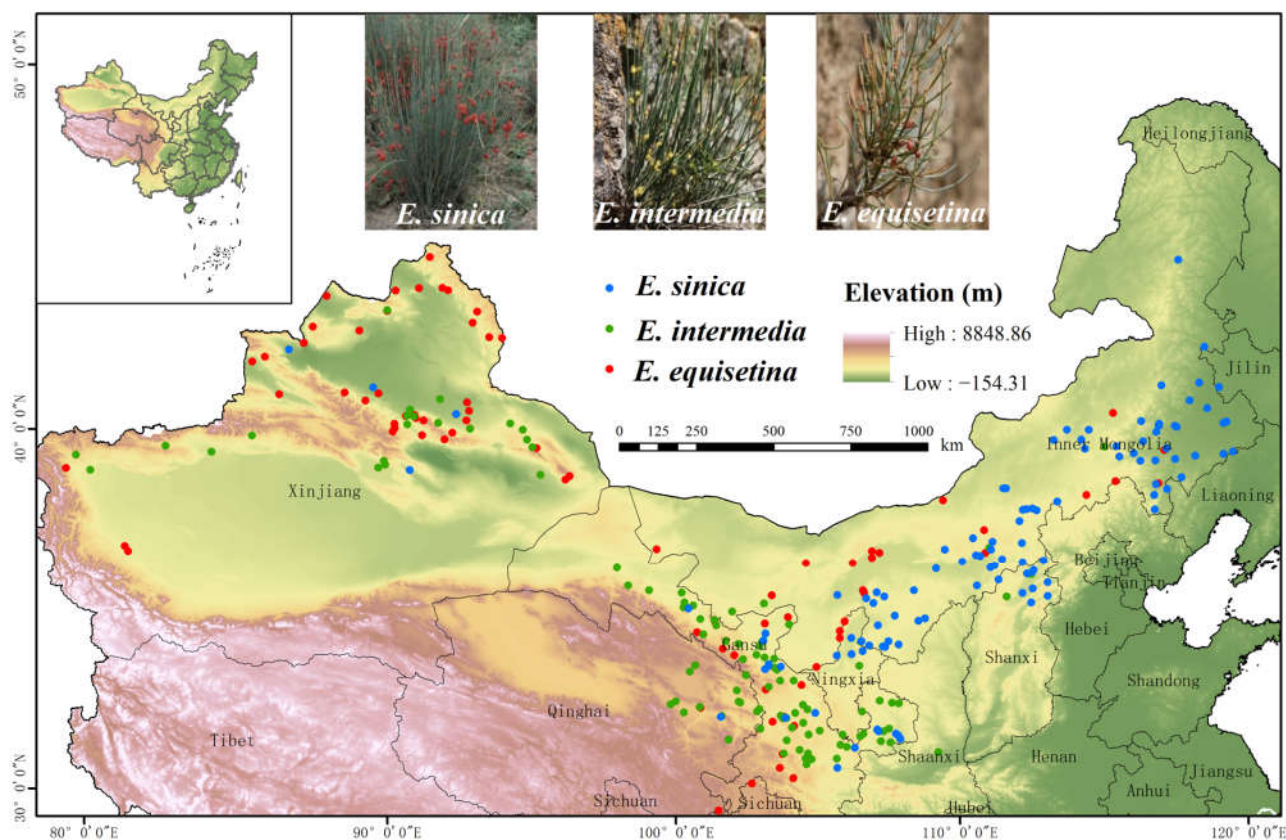 50° 0′0″N
40° 0′0″N
30° 0′0″N
E. sinica
E. intermedia
E. equisetina
E. sinica
E. intermedia
E. equisetina
Elevation (m)
High : 8848.86
Low : −154.31
0 125 250 500 750 1000
km
Heilongjiang
Jilin
Inner Mongolia
Liaoning
Xinjiang
Beijing
Tianjin
Hebei
Gansu
Shanxi
Ningxia
Shandong
Qinghai
Tibet
Shaanxi
Henan
Jiangsu
Sichuan
Sichuan
Hubei
Anhui
80° 0′0″E
90° 0′0″E
100° 0′0″E
110° 0′0″E
120° 0′0″E